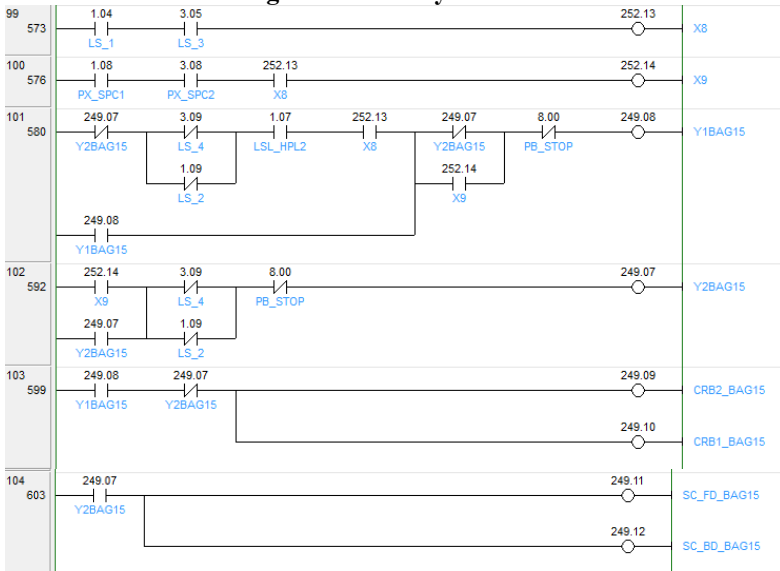 99 1.04 3.05 252.13
573 X8
LS_1 LS_3
100 1.08 3.08 252.13 252.14
576 X9
PX_SPC1 PX_SPC2 X8
101 249.07 3.09 1.07 252.13 249.07 8.00 249.08
580 Y1BAG15
Y2BAG15 LS_4 LSL_HPL2 X8 Y2BAG15 PB_STOP
1.09 252.14
LS_2 X9
249.08
Y1BAG15
102 252.14 3.09 8.00 249.07
592 Y2BAG15
X9 LS_4 PB_STOP
249.07 1.09
Y2BAG15 LS_2
103 249.08 249.07 249.09
599 CRB2_BAG15
Y1BAG15 Y2BAG15
249.10
CRB1_BAG15
104 249.07 249.11
603 SC_FD_BAG15
Y2BAG15
249.12
SC_BD_BAG15